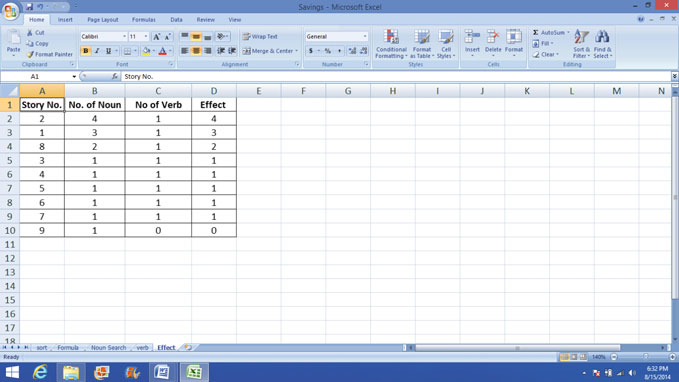 Savings - Microsoft Excel
Home Insert Page Layout Formulas Data Review View
Paste
Cut
Copy
Format Painter
Clipboard
Calibri 11
B I U
Font
Wrap Text
Merge & Center
Alignment
General
$ % ,
Number
Conditional Formatting
Format as Table
Cell Styles
Styles
Insert Delete Format
Cells
AutoSum
Fill
Clear
Sort & Filter
Find & Select
Editing
A1 fx Story No.
A B C D E F G H I J K L M N
1 Story No. No. of Noun No of Verb Effect
2 2 4 1 4
3 1 3 1 3
4 8 2 1 2
5 3 1 1 1
6 4 1 1 1
7 5 1 1 1
8 6 1 1 1
9 7 1 1 1
10 9 1 0 0
11
12
13
14
15
16
17
18
sort Formula Noun Search verb Effect
Ready 140%
6:32 PM
8/15/2014